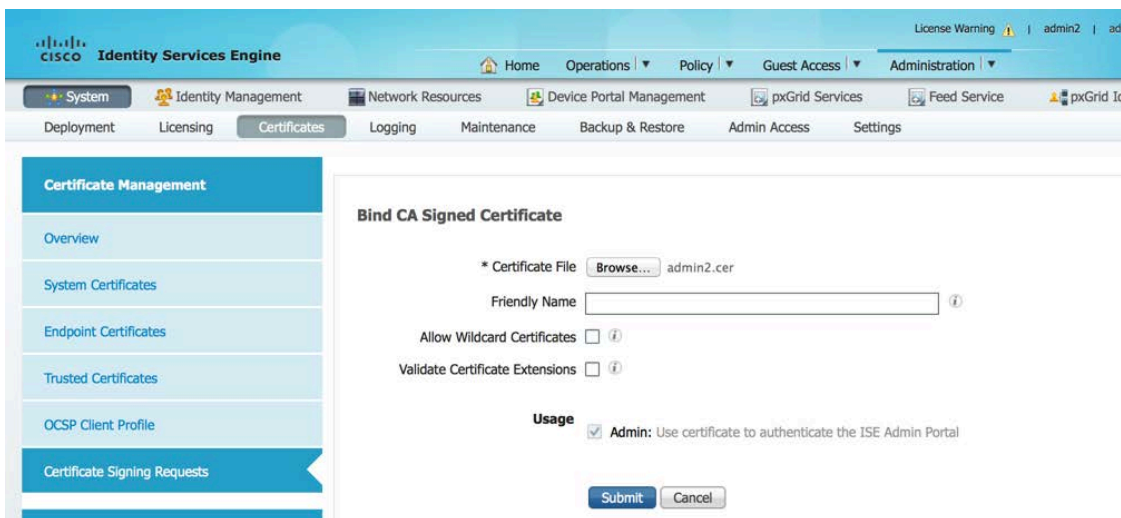 License Warning | admin2 | ad
CISCO Identity Services Engine
Home Operations | Policy | Guest Access | Administration |
System Identity Management Network Resources Device Portal Management pxGrid Services Feed Service pxGrid Id
Deployment Licensing Certificates Logging Maintenance Backup & Restore Admin Access Settings
Certificate Management
Overview
System Certificates
Endpoint Certificates
Trusted Certificates
OCSP Client Profile
Certificate Signing Requests
Bind CA Signed Certificate
* Certificate File Browse... admin2.cer
Friendly Name
Allow Wildcard Certificates
Validate Certificate Extensions
Usage
Admin: Use certificate to authenticate the ISE Admin Portal
Submit Cancel